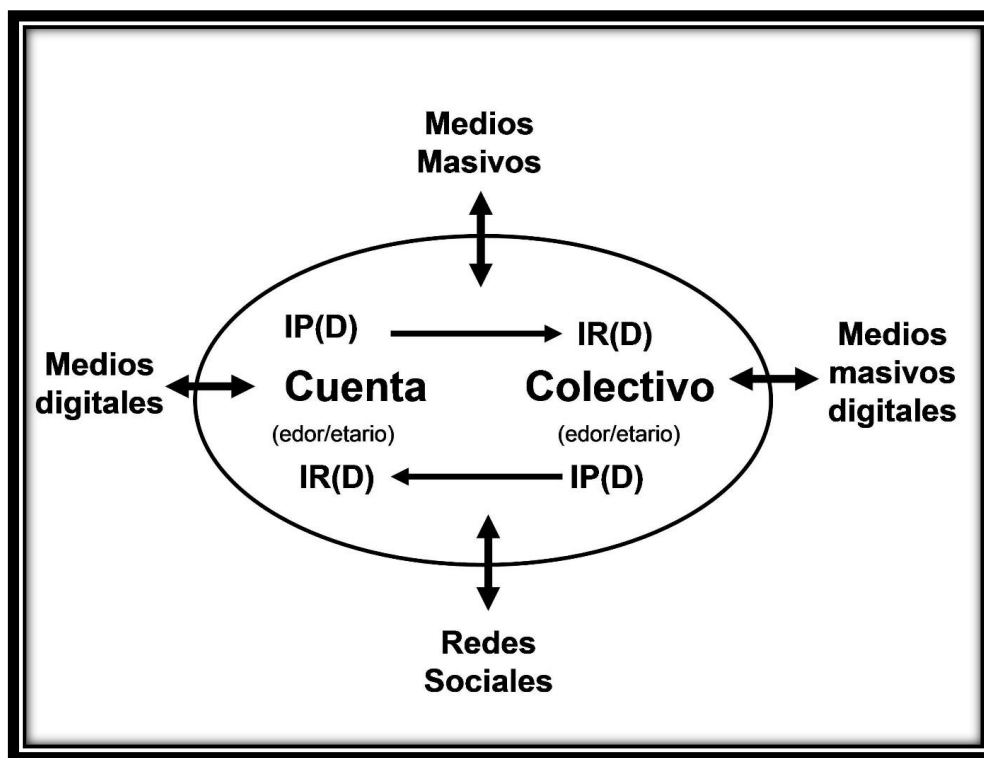 Medios
Masivos
IP(D)
IR(D)
Medios
digitales
Cuenta
Colectivo
Medios
masivos
digitales
(edor/etario)
(edor/etario)
IR(D)
IP(D)
Redes
Sociales